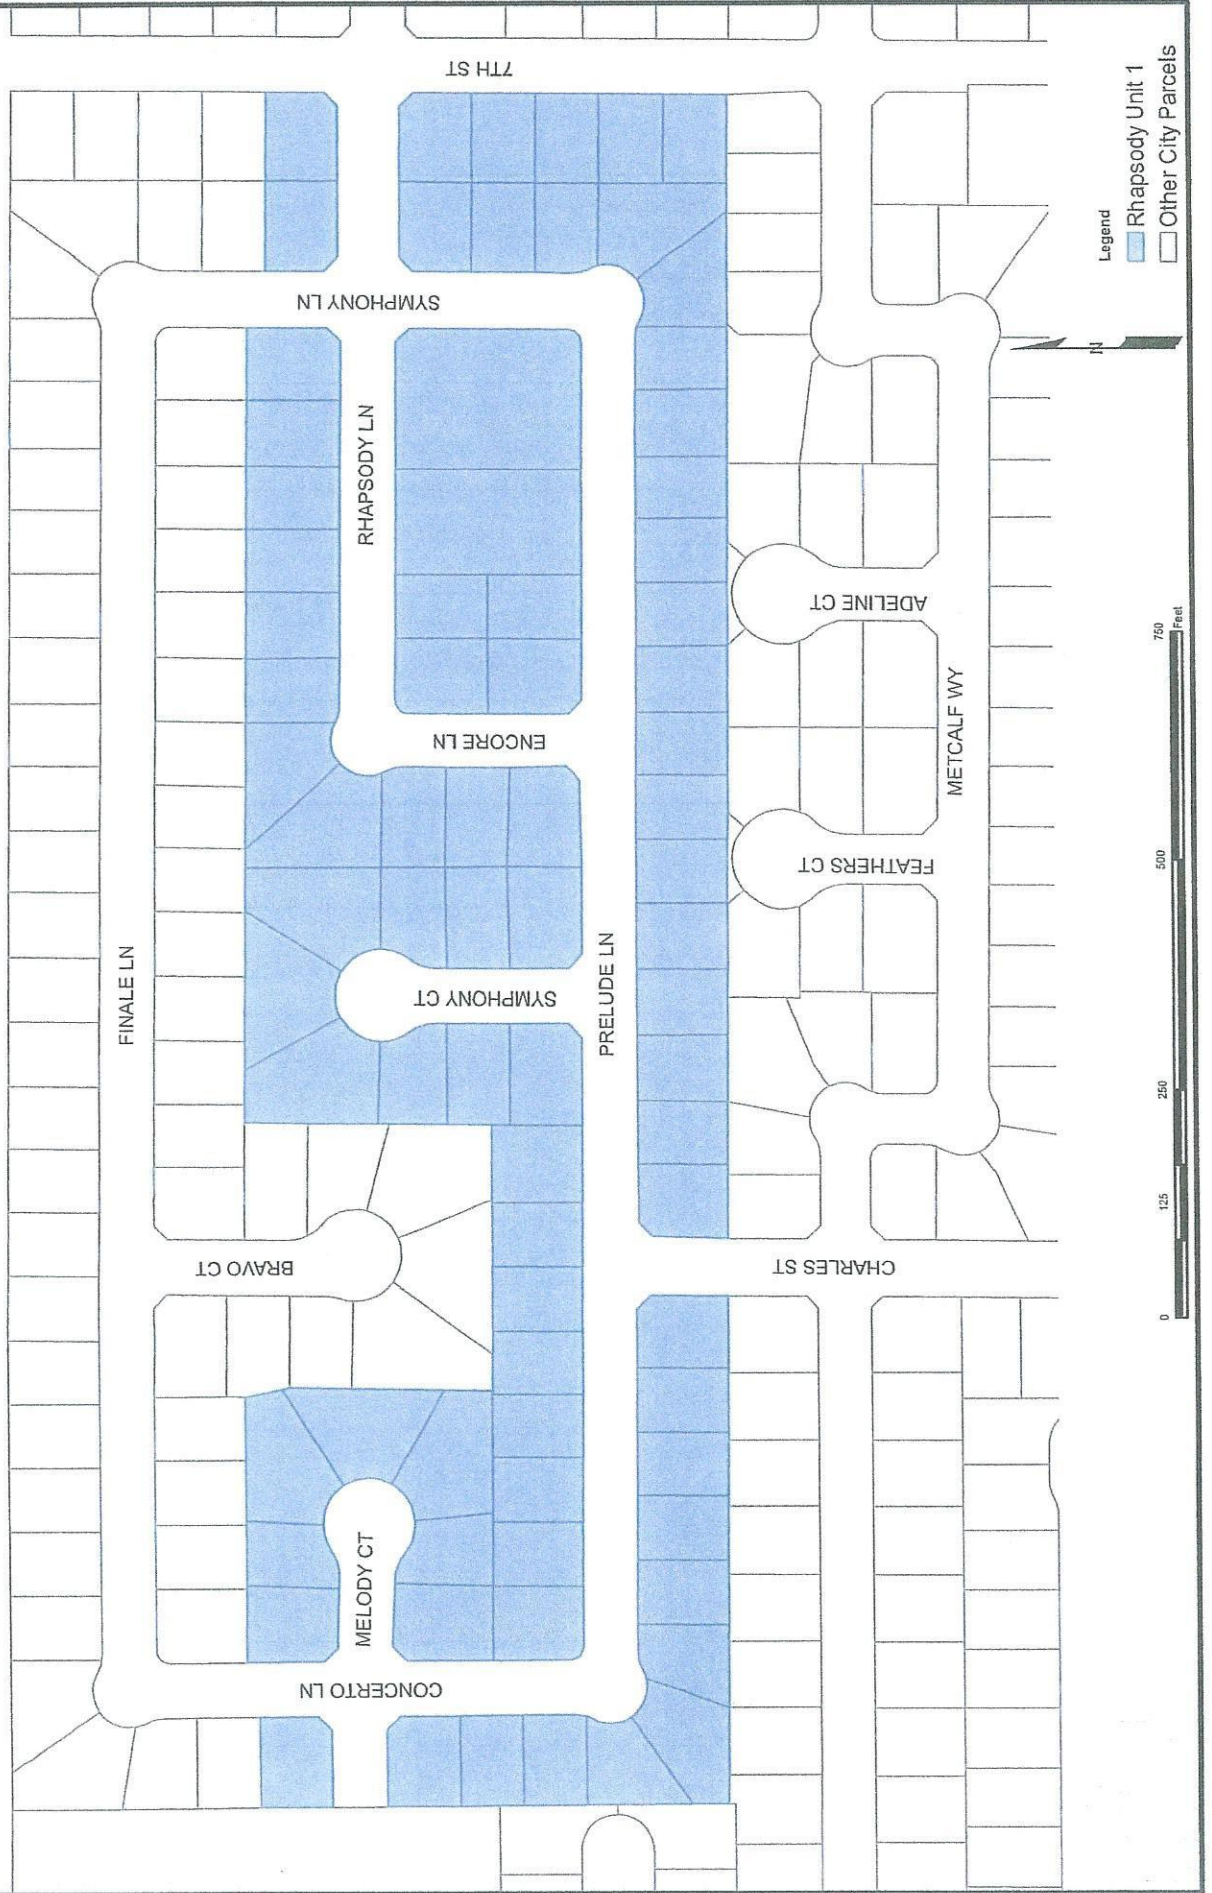 7TH ST
SYMPHONY LN
RHAPSODY LN
ENCORE LN
ADELINE CT
METCALF WY
FEATHERS CT
FINALE LN
SYMPHONY CT
PRELUDE LN
BRAVO CT
CHARLES ST
MELODY CT
CONCERTO LN
Legend
Rhapsody Unit 1
Other City Parcels
N
0 125 250 500 750
Feet